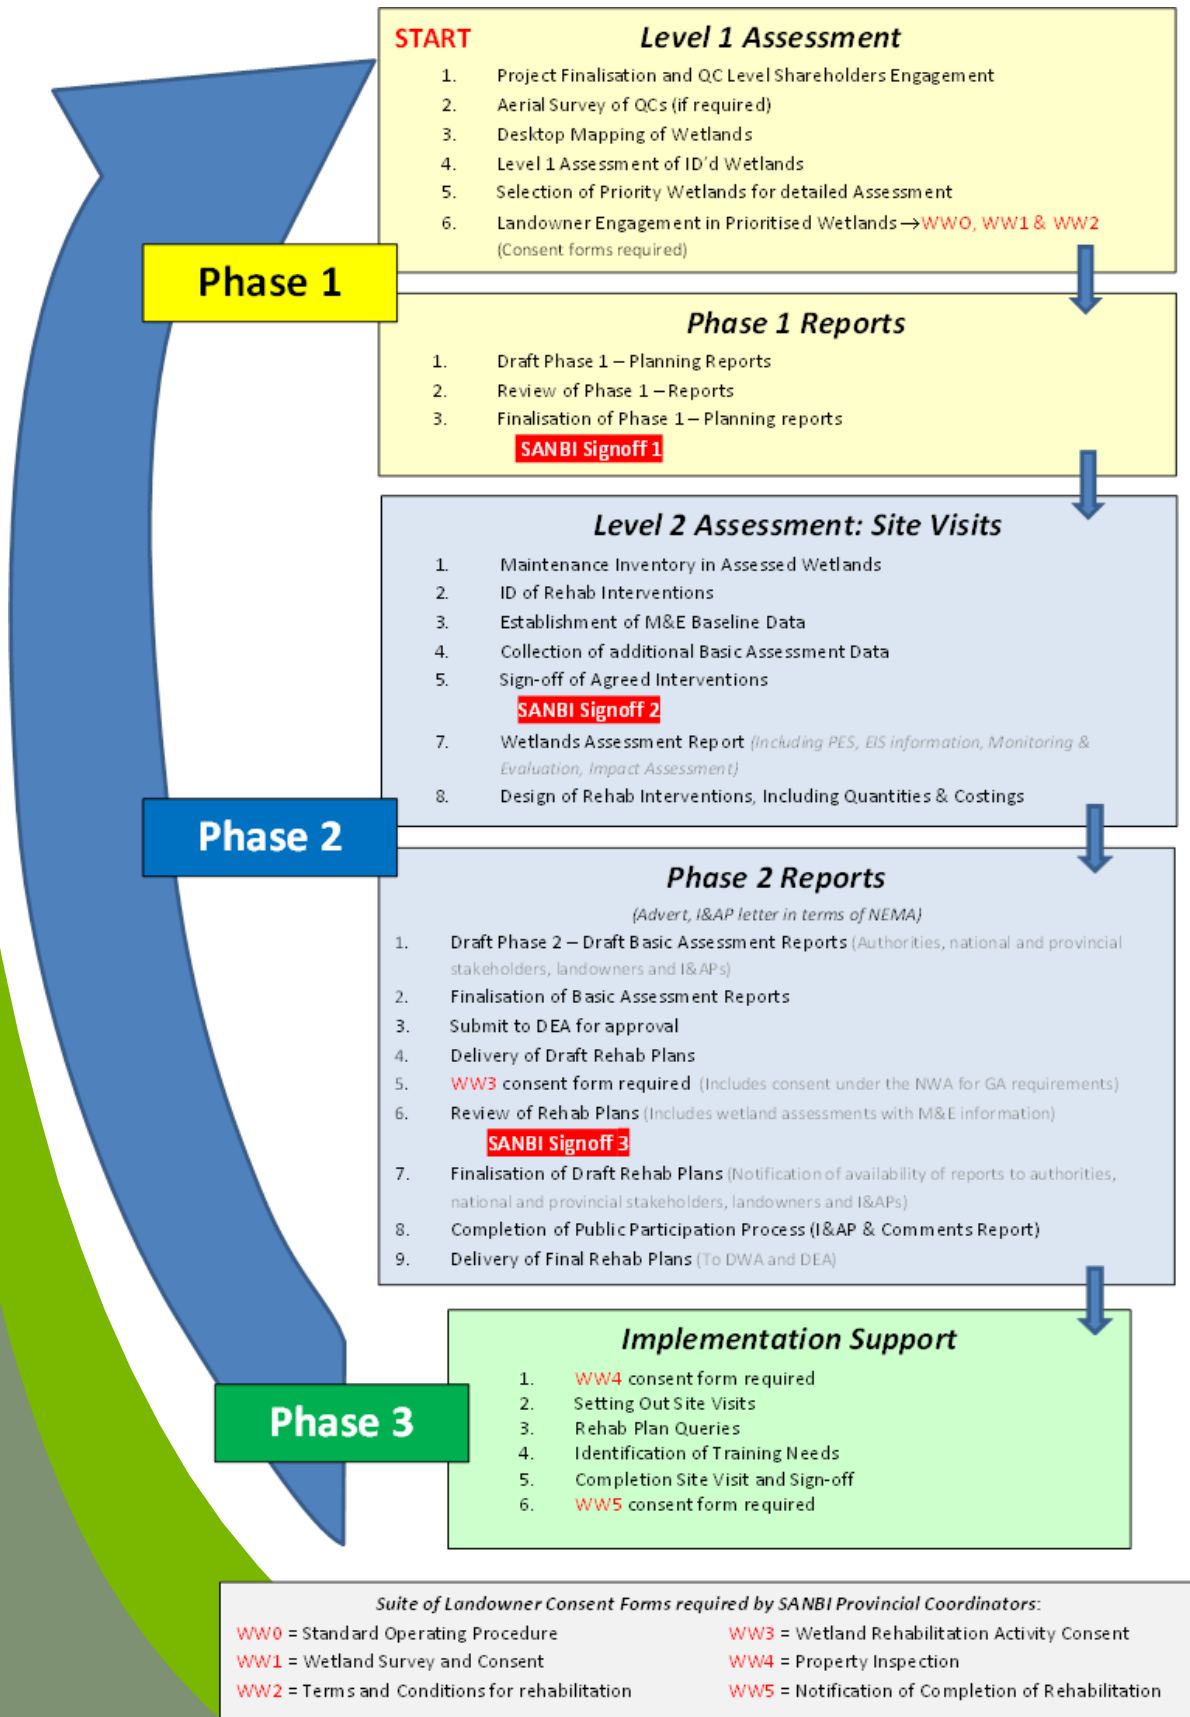 START Level 1 Assessment
1. Project Finalisation and QC Level Shareholders Engagement
2. Aerial Survey of QCs (if required)
3. Desktop Mapping of Wetlands
4. Level 1 Assessment of ID'd Wetlands
5. Selection of Priority Wetlands for detailed Assessment
6. Landowner Engagement in Prioritised Wetlands → WW0, WW1 & WW2
(Consent forms required)
Phase 1
Phase 1 Reports
1. Draft Phase 1 – Planning Reports
2. Review of Phase 1 – Reports
3. Finalisation of Phase 1 – Planning reports
SANBI Signoff 1
Level 2 Assessment: Site Visits
1. Maintenance Inventory in Assessed Wetlands
2. ID of Rehab Interventions
3. Establishment of M&E Baseline Data
4. Collection of additional Basic Assessment Data
5. Sign-off of Agreed Interventions
SANBI Signoff 2
7. Wetlands Assessment Report (Including PES, EIS information, Monitoring &
Evaluation, Impact Assessment)
8. Design of Rehab Interventions, Including Quantities & Costings
Phase 2
Phase 2 Reports
(Advert, I&AP letter in terms of NEMA)
1. Draft Phase 2 – Draft Basic Assessment Reports (Authorities, national and provincial
stakeholders, landowners and I&APs)
2. Finalisation of Basic Assessment Reports
3. Submit to DEA for approval
4. Delivery of Draft Rehab Plans
5. WW3 consent form required (Includes consent under the NWA for GA requirements)
6. Review of Rehab Plans (Includes wetland assessments with M&E information)
SANBI Signoff 3
7. Finalisation of Draft Rehab Plans (Notification of availability of reports to authorities,
national and provincial stakeholders, landowners and I&APs)
8. Completion of Public Participation Process (I&AP & Comments Report)
9. Delivery of Final Rehab Plans (To DWA and DEA)
Implementation Support
1. WW4 consent form required
2. Setting Out Site Visits
3. Rehab Plan Queries
4. Identification of Training Needs
5. Completion Site Visit and Sign-off
6. WW5 consent form required
Phase 3
Suite of Landowner Consent Forms required by SANBI Provincial Coordinators:
WW0 = Standard Operating Procedure
WW1 = Wetland Survey and Consent
WW2 = Terms and Conditions for rehabilitation
WW3 = Wetland Rehabilitation Activity Consent
WW4 = Property Inspection
WW5 = Notification of Completion of Rehabilitation